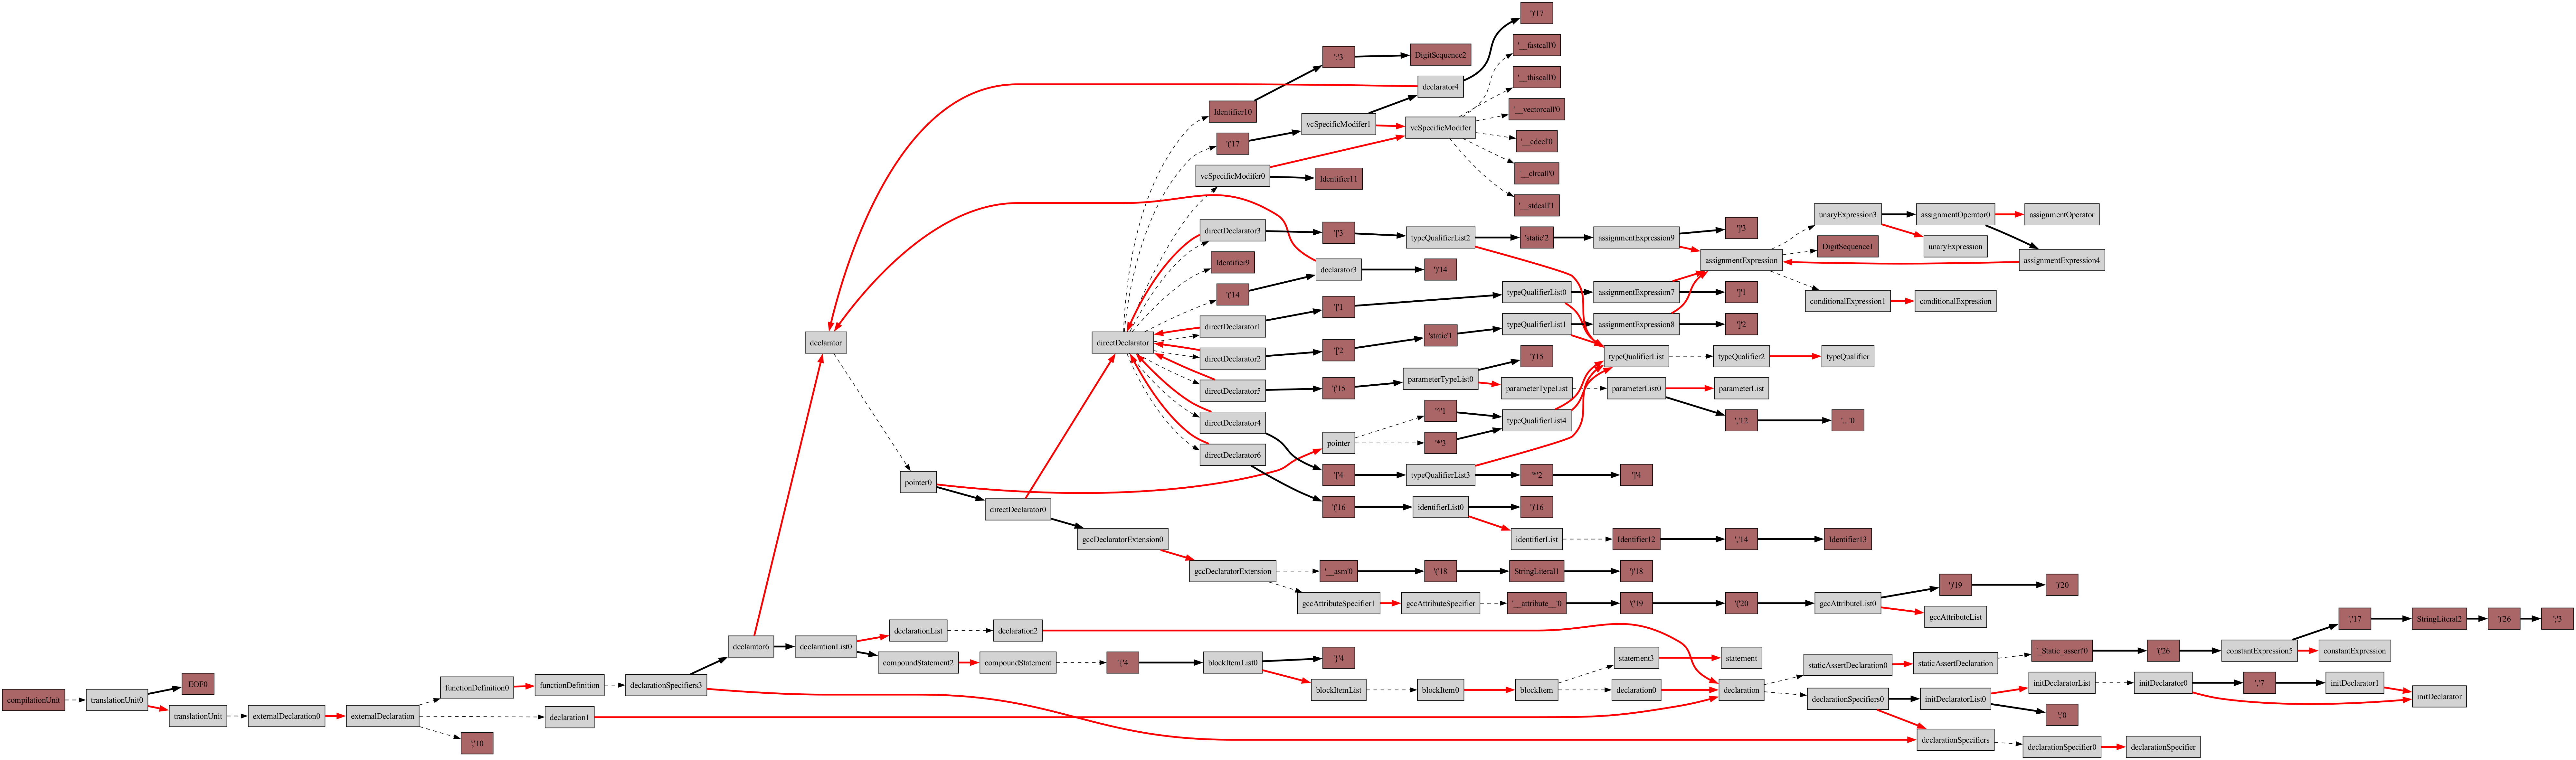 ')'17
'__fastcall'0
':'3
DigitSequence2
'__thiscall'0
declarator4
Identifier10
'__vectorcall'0
vcSpecificModifer1
vcSpecificModifer
'('17
'__cdecl'0
vcSpecificModifer0
Identifier11
'__clrcall'0
'__stdcall'1
unaryExpression3
assignmentOperator0
assignmentOperator
directDeclarator3
'['3
typeQualifierList2
'static'2
assignmentExpression9
']'3
DigitSequence1
unaryExpression
Identifier9
assignmentExpression
assignmentExpression4
declarator3
')'14
'('14
typeQualifierList0
assignmentExpression7
']'1
conditionalExpression1
conditionalExpression
directDeclarator1
'['1
typeQualifierList1
assignmentExpression8
']'2
declarator
directDeclarator
directDeclarator2
'['2
'static'1
typeQualifierList
typeQualifier2
typeQualifier
')'15
directDeclarator5
'('15
parameterTypeList0
parameterTypeList
parameterList0
parameterList
directDeclarator4
'^'1
typeQualifierList4
','12
'...'0
pointer
'*'3
directDeclarator6
pointer0
'['4
typeQualifierList3
'*'2
']'4
directDeclarator0
'('16
identifierList0
')'16
gccDeclaratorExtension0
identifierList
Identifier12
','14
Identifier13
gccDeclaratorExtension
'__asm'0
'('18
StringLiteral1
')'18
gccAttributeSpecifier1
gccAttributeSpecifier
'__attribute__'0
'('19
'('20
gccAttributeList0
')'19
')'20
gccAttributeList
declarationList
declaration2
','17
StringLiteral2
')'26
';'3
declarator6
declarationList0
compoundStatement2
compoundStatement
'{'4
blockItemList0
'}'4
statement3
statement
staticAssertDeclaration0
staticAssertDeclaration
'_Static_assert'0
'('26
constantExpression5
constantExpression
functionDefinition0
functionDefinition
declarationSpecifiers3
EOF0
blockItemList
blockItem0
blockItem
declaration0
declaration
initDeclaratorList
initDeclarator0
','7
initDeclarator1
initDeclarator
compilationUnit
translationUnit0
declarationSpecifiers0
initDeclaratorList0
translationUnit
externalDeclaration0
externalDeclaration
declaration1
';'0
';'10
declarationSpecifiers
declarationSpecifier0
declarationSpecifier